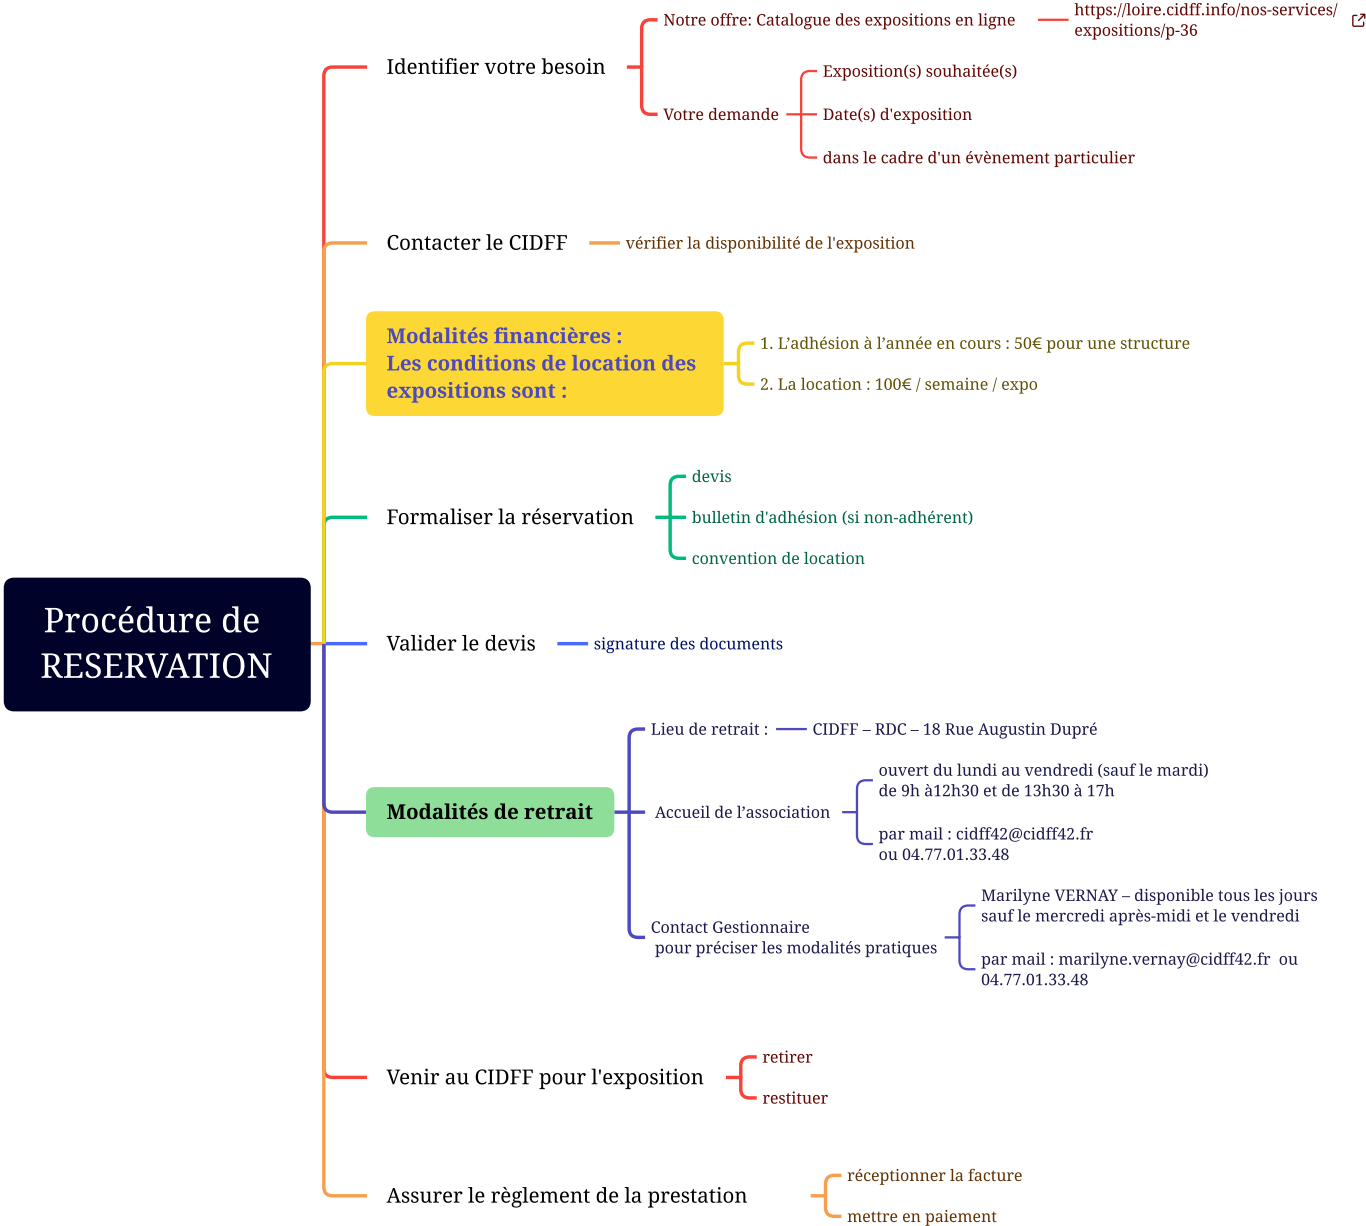 Procédure de
RESERVATION
Identifier votre besoin
Notre offre: Catalogue des expositions en ligne
https://loire.cidff.info/nos-services/
expositions/p-36
Votre demande
Exposition(s) souhaitée(s)
Date(s) d'exposition
dans le cadre d'un évènement particulier
Contacter le CIDFF
vérifier la disponibilité de l'exposition
Modalités financières :
Les conditions de location des
expositions sont :
1. L’adhésion à l’année en cours : 50€ pour une structure
2. La location : 100€ / semaine / expo
Formaliser la réservation
devis
bulletin d'adhésion (si non-adhérent)
convention de location
Valider le devis
signature des documents
Modalités de retrait
Lieu de retrait :
CIDFF – RDC – 18 Rue Augustin Dupré
Accueil de l’association
ouvert du lundi au vendredi (sauf le mardi)
de 9h à12h30 et de 13h30 à 17h
par mail : cidff42@cidff42.fr
ou 04.77.01.33.48
Contact Gestionnaire
pour préciser les modalités pratiques
Marilyne VERNAY – disponible tous les jours
sauf le mercredi après-midi et le vendredi
par mail : marilyne.vernay@cidff42.fr  ou
04.77.01.33.48
Venir au CIDFF pour l'exposition
retirer
restituer
Assurer le règlement de la prestation
réceptionner la facture
mettre en paiement